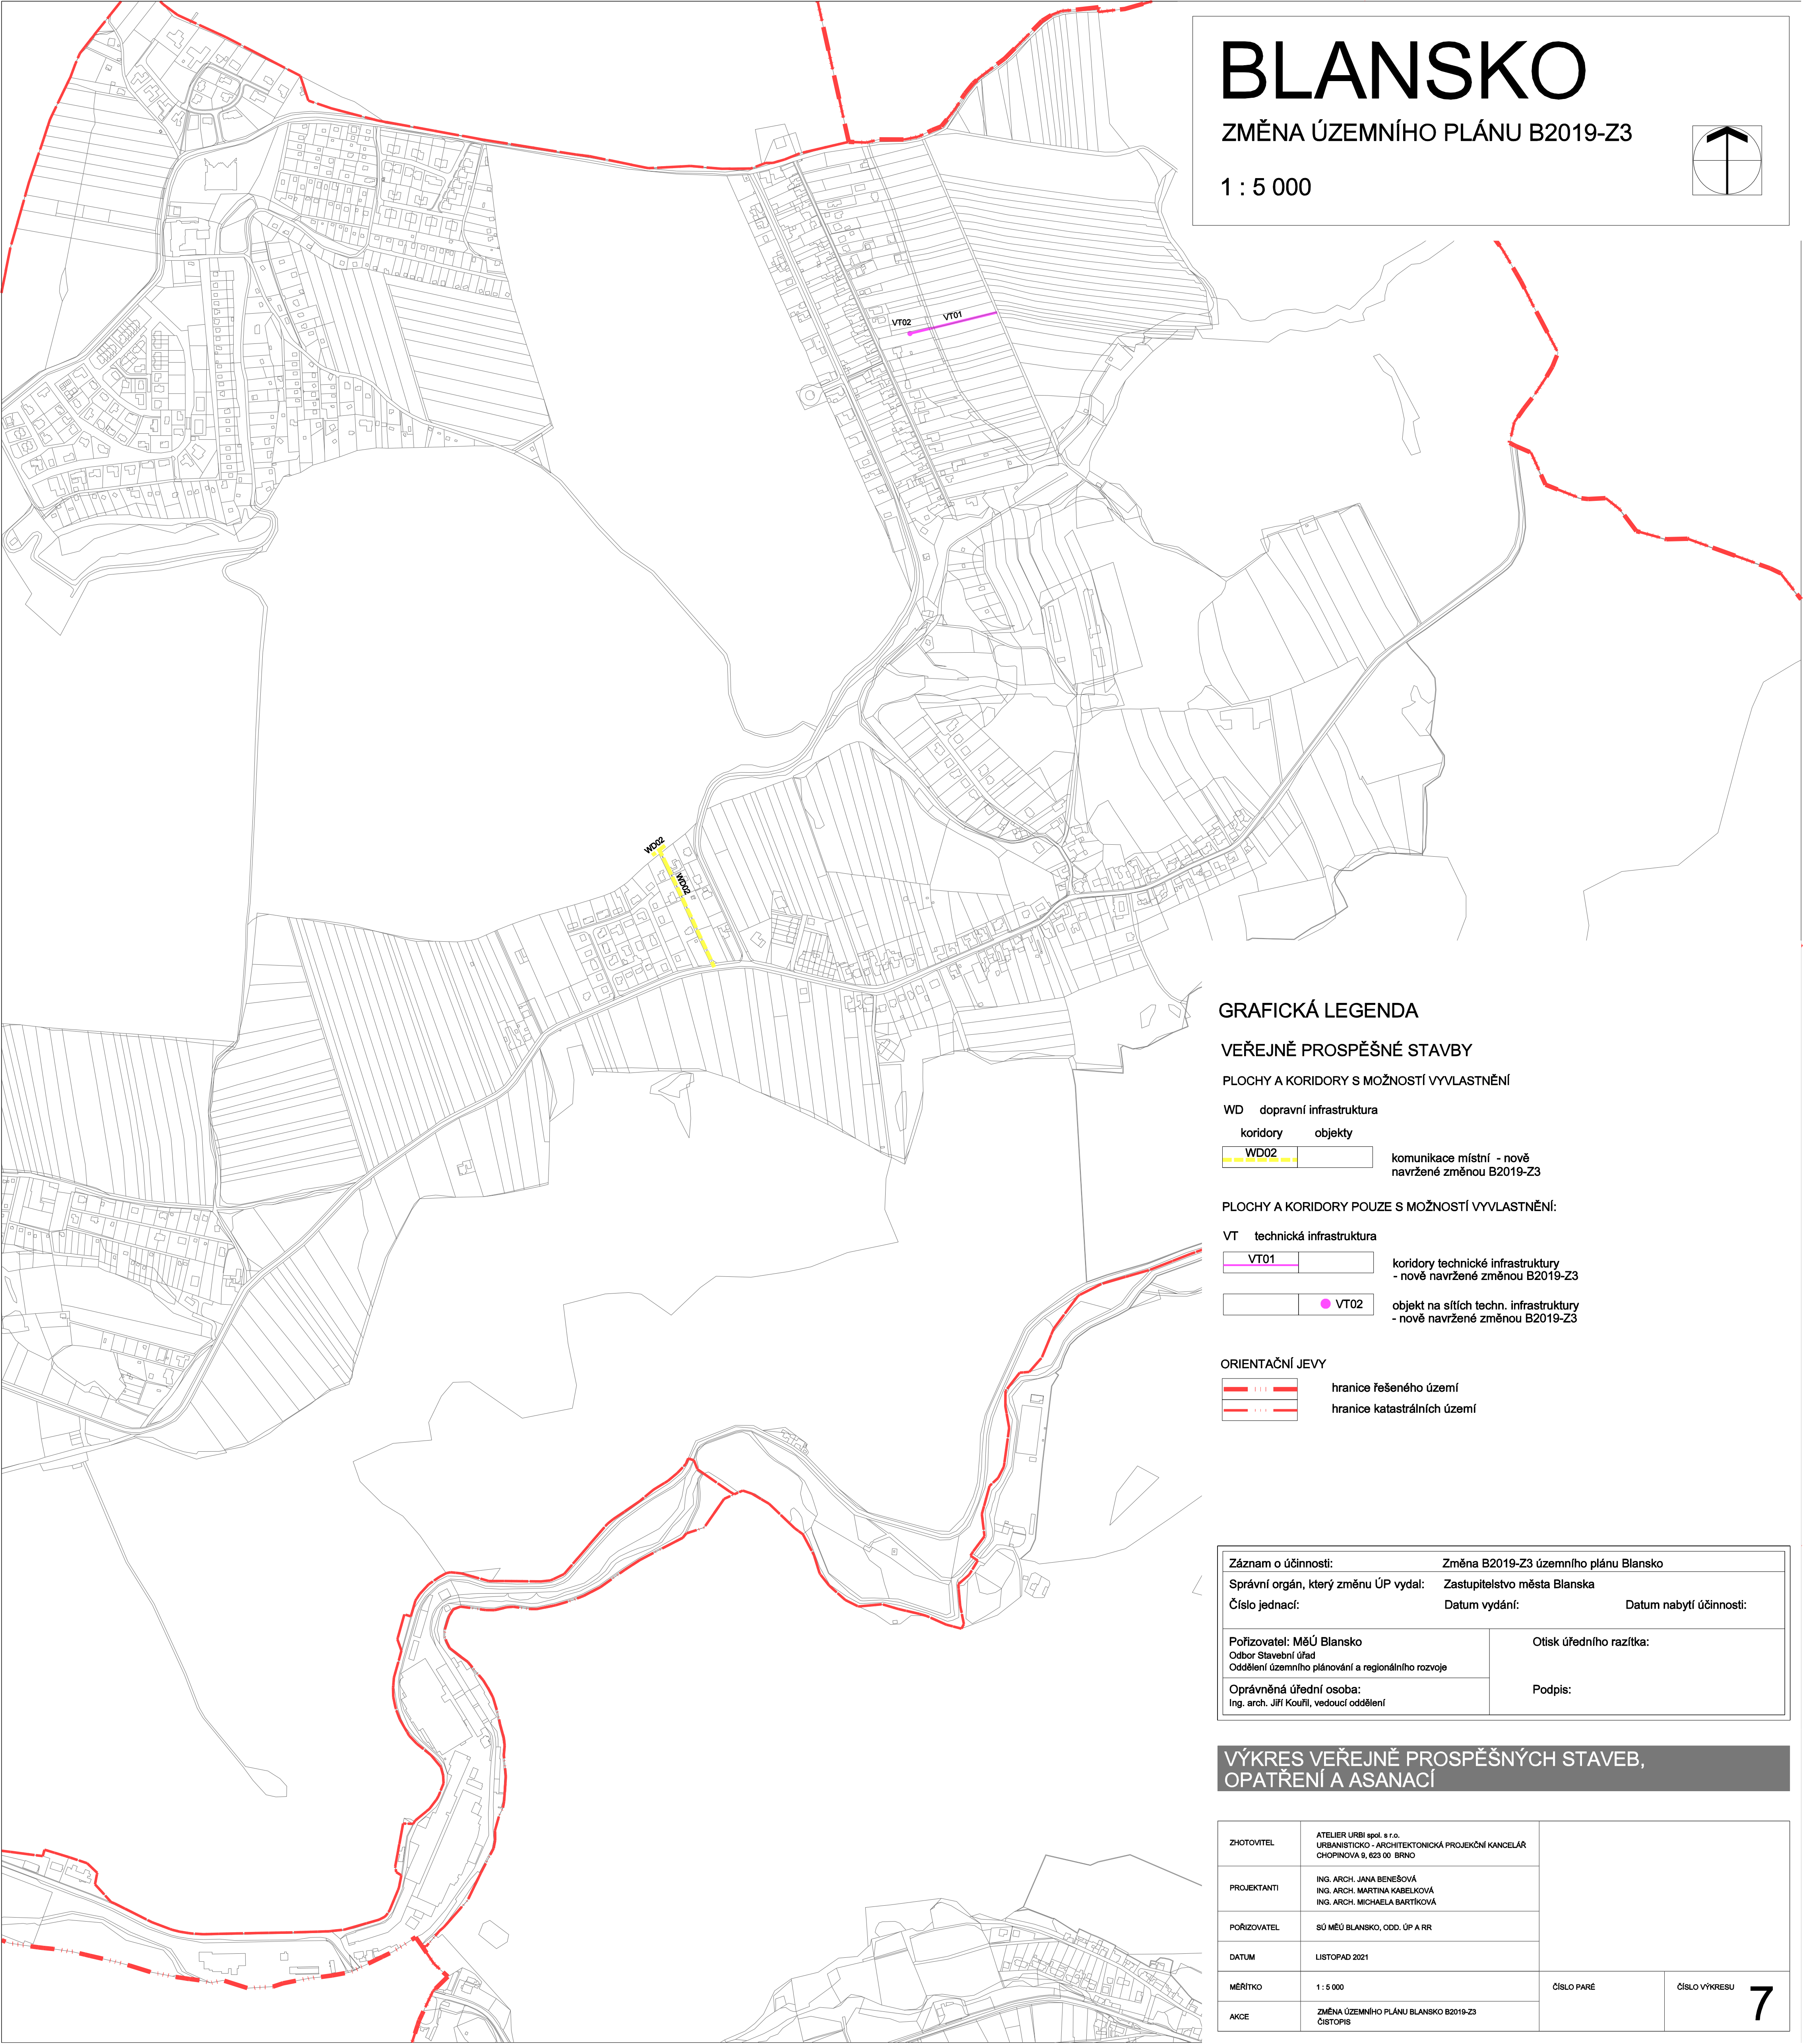 BLANSKO
ZMĚNA ÚZEMNÍHO PLÁNU B2019-Z3
1 : 5 000
VT02
VT01
WD02
WD02
GRAFICKÁ LEGENDA
VEŘEJNĚ PROSPĚŠNÉ STAVBY
PLOCHY A KORIDORY S MOŽNOSTÍ VYVLASTNĚNÍ
WD dopravní infrastruktura
koridory objekty
WD02
komunikace místní - nově
navržené změnou B2019-Z3
PLOCHY A KORIDORY POUZE S MOŽNOSTÍ VYVLASTNĚNÍ:
VT technická infrastruktura
VT01
koridory technické infrastruktury
- nově navržené změnou B2019-Z3
VT02
objekt na sítích techn. infrastruktury
- nově navržené změnou B2019-Z3
ORIENTAČNÍ JEVY
hranice řešeného území
hranice katastrálních území
Záznam o účinnosti: Změna B2019-Z3 územního plánu Blansko
Správní orgán, který změnu ÚP vydal: Zastupitelstvo města Blanska
Číslo jednací: Datum vydání: Datum nabytí účinnosti:
Pořizovatel: MěÚ Blansko
Odbor Stavební úřad
Oddělení územního plánování a regionálního rozvoje
Otisk úředního razítka:
Oprávněná úřední osoba:
Ing. arch. Jiří Kouřil, vedoucí oddělení
Podpis:
VÝKRES VEŘEJNĚ PROSPĚŠNÝCH STAVEB,
OPATŘENÍ A ASANACÍ
ZHOTOVITEL
ATELIER URBI spol. s r.o.
URBANISTICKO - ARCHITEKTONICKÁ PROJEKČNÍ KANCELÁŘ
CHOPINOVA 9, 623 00 BRNO
PROJEKTANTI
ING. ARCH. JANA BENEŠOVÁ
ING. ARCH. MARTINA KABELKOVÁ
ING. ARCH. MICHAELA BARTÍKOVÁ
POŘIZOVATEL SÚ MĚÚ BLANSKO, ODD. ÚP A RR
DATUM LISTOPAD 2021
MĚŘÍTKO 1 : 5 000
ČÍSLO PARÉ
ČÍSLO VÝKRESU 7
AKCE
ZMĚNA ÚZEMNÍHO PLÁNU BLANSKO B2019-Z3
ČISTOPIS